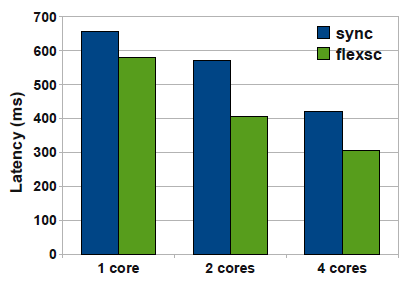 700
600
500
400
300
200
100
0
Latency (ms)
sync
flexsc
1 core
2 cores
4 cores